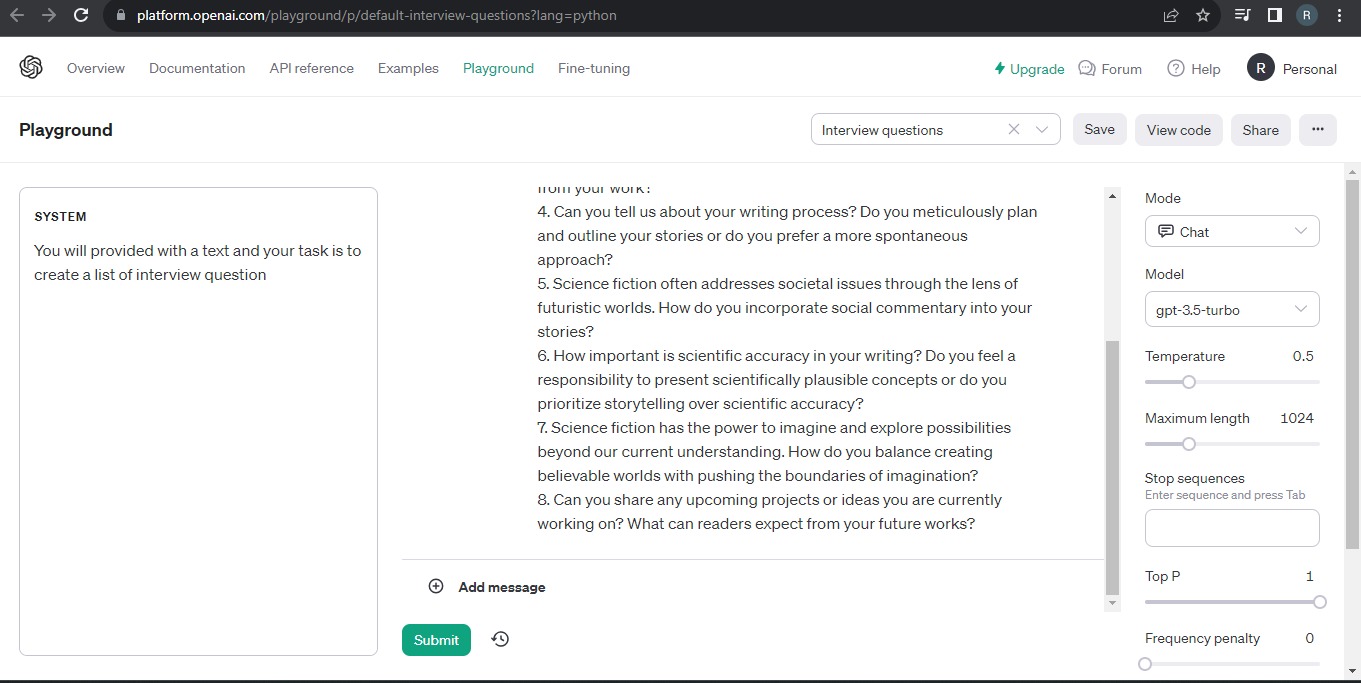 platform.openai.com/playground/p/default-interview-questions?lang=python
R
Overview Documentation API reference Examples Playground Fine-tuning Upgrade Forum Help R Personal
Playground
Interview questions
Save View code Share ...
SYSTEM
You will provided with a text and your task is to
create a list of interview question
from your work?
4. Can you tell us about your writing process? Do you meticulously plan
and outline your stories or do you prefer a more spontaneous
approach?
5. Science fiction often addresses societal issues through the lens of
futuristic worlds. How do you incorporate social commentary into your
stories?
6. How important is scientific accuracy in your writing? Do you feel a
responsibility to present scientifically plausible concepts or do you
prioritize storytelling over scientific accuracy?
7. Science fiction has the power to imagine and explore possibilities
beyond our current understanding. How do you balance creating
believable worlds with pushing the boundaries of imagination?
8. Can you share any upcoming projects or ideas you are currently
working on? What can readers expect from your future works?
Add message
Submit
Mode
Chat
Model
gpt-3.5-turbo
Temperature 0.5
Maximum length 1024
Stop sequences
Enter sequence and press Tab
Top P 1
Frequency penalty 0